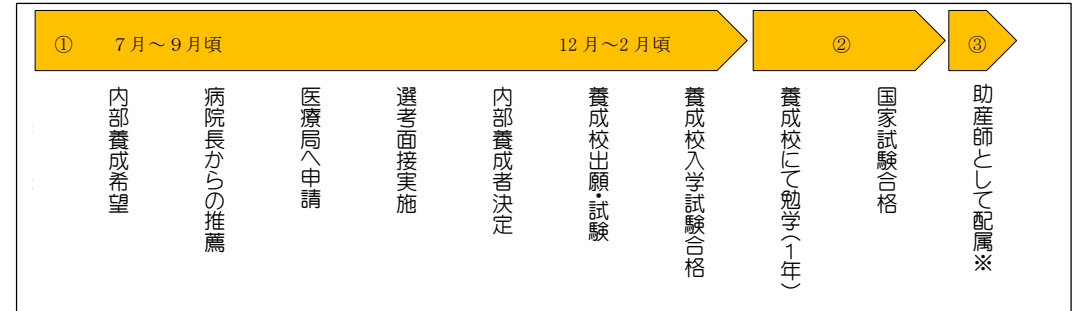 ① 7月～9月頃 12月～2月頃 ② ③
内部養成希望
病院長からの推薦
医療局へ申請
選考面接実施
内部養成者決定
養成校出願・試験
養成校入学試験合格
養成校にて勉学（1年）
国家試験合格
助産師として配属※